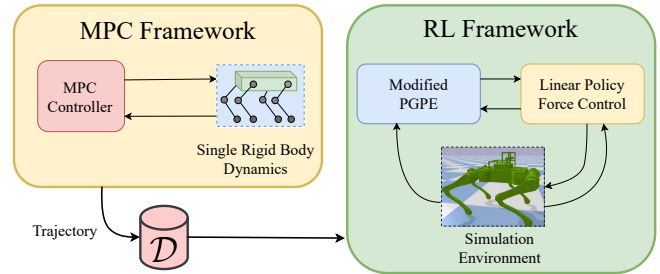 MPC Framework
MPC
Controller
Single Rigid Body
Dynamics
Trajectory
D
RL Framework
Modified
PGPE
Linear Policy
Force Control
Simulation
Environment